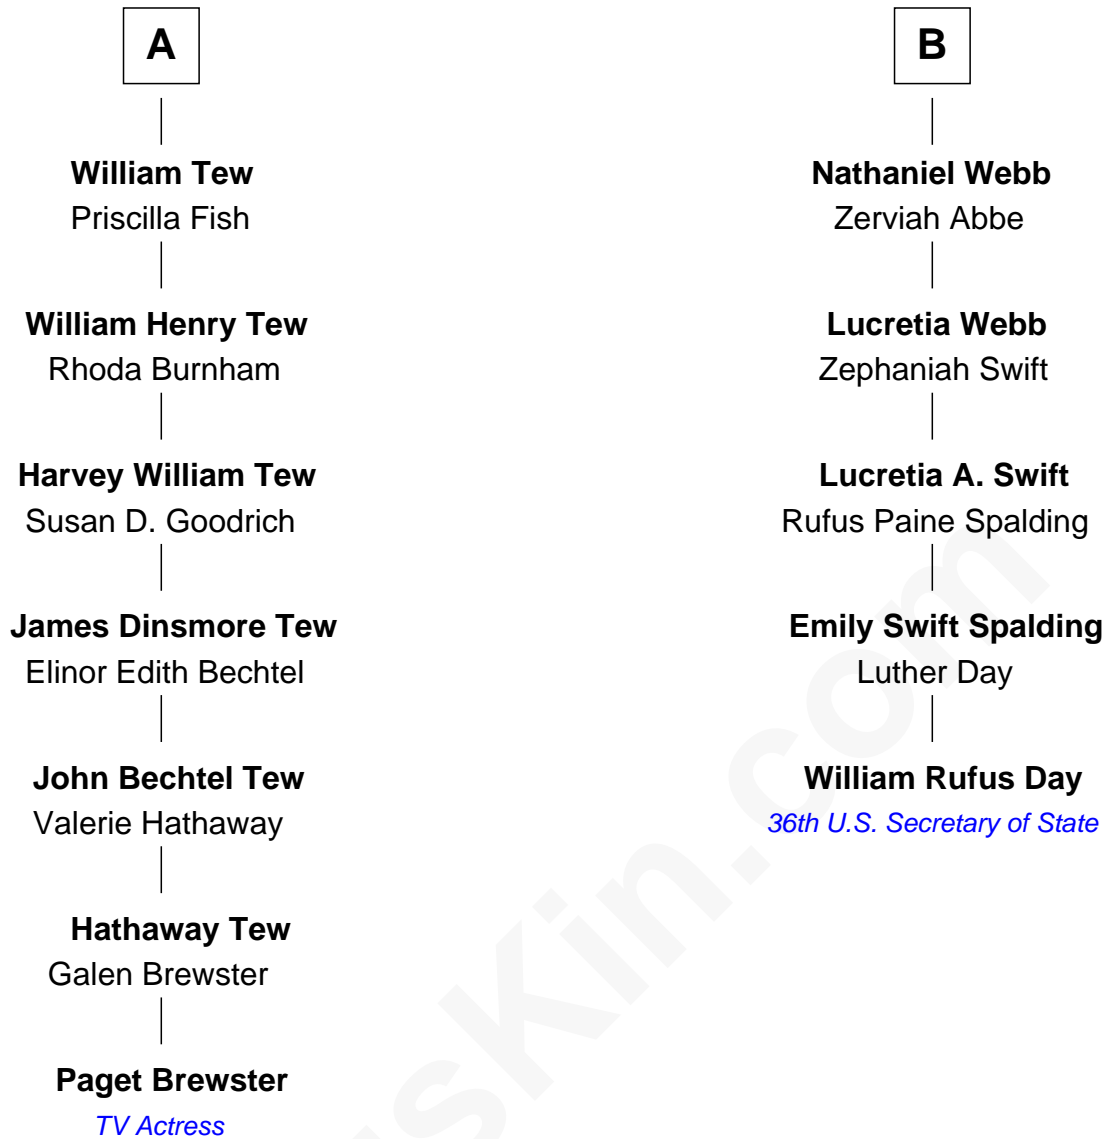 A
William Tew
Priscilla Fish
William Henry Tew
Rhoda Burnham
Harvey William Tew
Susan D. Goodrich
James Dinsmore Tew
Elinor Edith Bechtel
John Bechtel Tew
Valerie Hathaway
Hathaway Tew
Galen Brewster
Paget Brewster
TV Actress
B
Nathaniel Webb
Zerviah Abbe
Lucretia Webb
Zephaniah Swift
Lucretia A. Swift
Rufus Paine Spalding
Emily Swift Spalding
Luther Day
William Rufus Day
36th U.S. Secretary of State
usKin.com